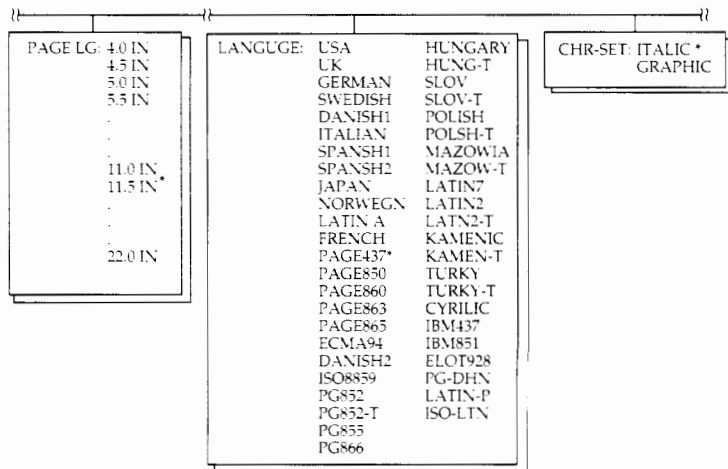 PAGE LG: 4.0 IN
4.5 IN
5.0 IN
5.5 IN
.
.
.
11.0 IN
11.5 IN*
.
.
.
22.0 IN
LANGUGE: USA HUNGARY
UK HUNG-T
GERMAN SLOV
SWEDISH SLOV-T
DANISH1 POLISH
ITALIAN POLSH-T
SPANSH1 MAZOWIA
SPANSH2 MAZOW-T
JAPAN LATIN7
NORWEGN LATIN2
LATIN A LATN2-T
FRENCH KAMENIC
PAGE437* KAMEN-T
PAGE850 TURKY
PAGE860 TURKY-T
PAGE863 CYRILIC
PAGE865 IBM437
ECMA94 IBM851
DANISH2 ELOT928
ISO8859 PG-DHN
PG852 LATIN-P
PG852-T ISO-LTN
PG855
PG866
CHR-SET: ITALIC *
GRAPHIC